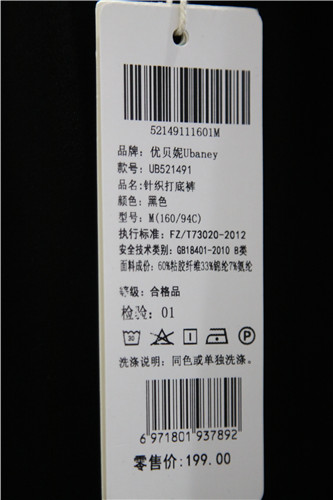 52149111601M
品牌: 优贝妮Ubaney
款号: UB521491
品名: 针织打底裤
颜色: 黑色
型号: M(160/94C)
执行标准: FZ/T73020-2012
安全技术类别: GB18401-2010 B类
面料成份: 60%粘胶纤维33%锦纶7%氨纶
等级: 合格品
检验: 01
30
P
洗涤说明: 同色或单独洗涤。
6 971801 937892
零售价: 199.00